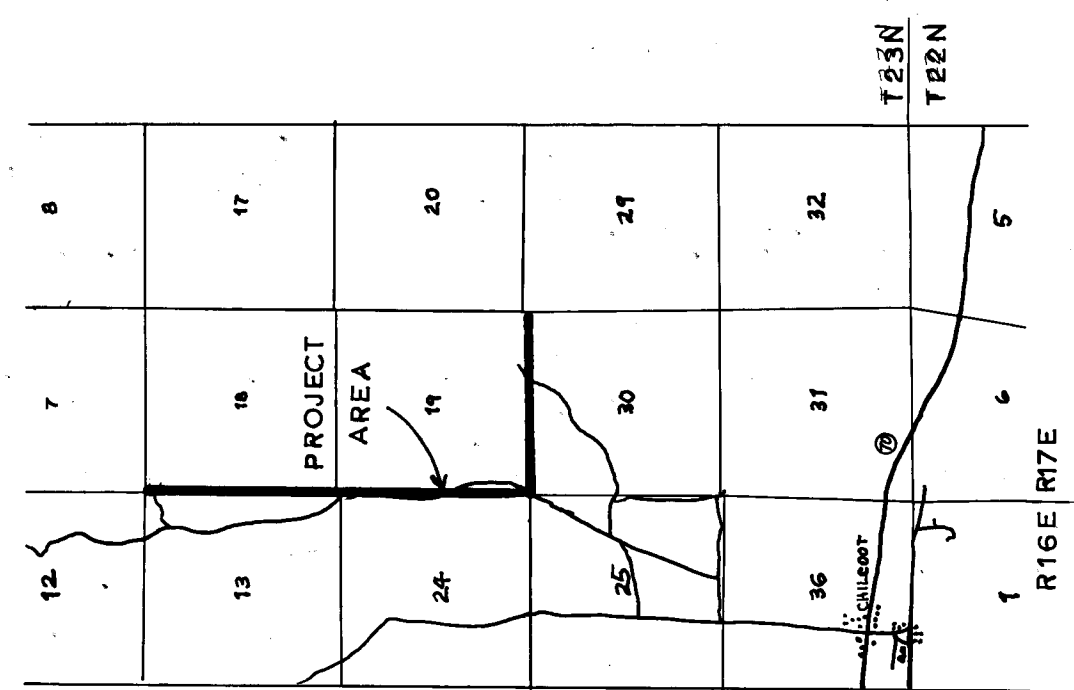 12 7 8
13 18 17
PROJECT
AREA
24 19 20
25 30 29
36 31 32
CHILCOOT
70
T23N
T22N
1 6 5
R16E R17E